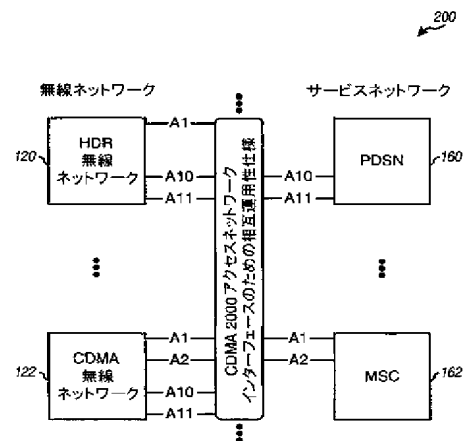 200
無線ネットワーク
サービスネットワーク
120
HDR
無線
ネットワーク
A1
A10
A11
CDMA 2000 アクセスネットワーク
インターフェースのための相互運用性仕様
A10
A11
PDSN
160
122
CDMA
無線
ネットワーク
A1
A2
A10
A11
A1
A2
MSC
162